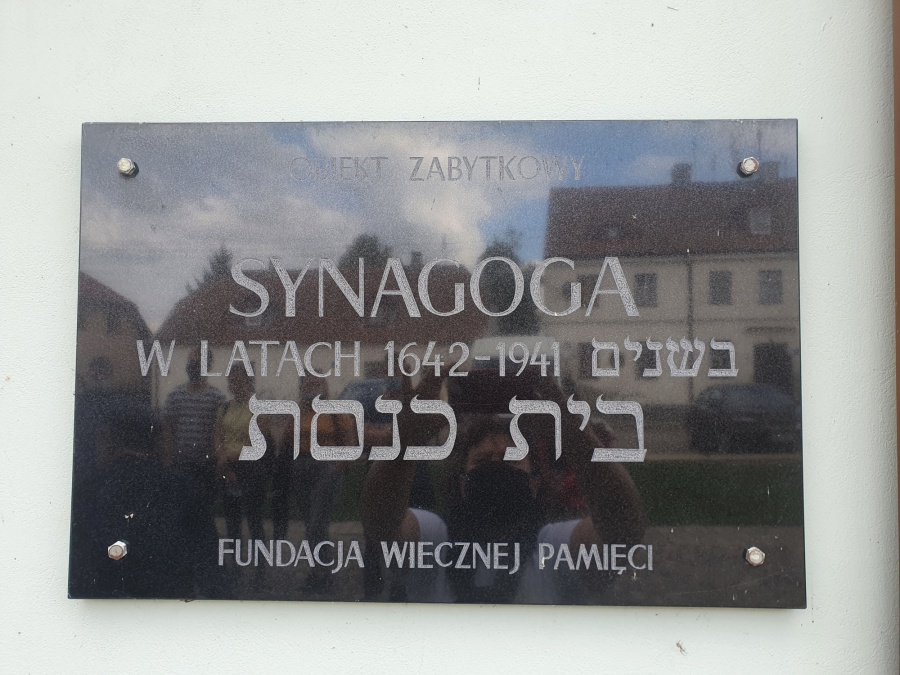 OBIEKT ZABYTKOWY
SYNAGOGA
W LATACH 1642-1941 בשנים
בית כנסת
FUNDACJA WIECZNEJ PAMIĘCI